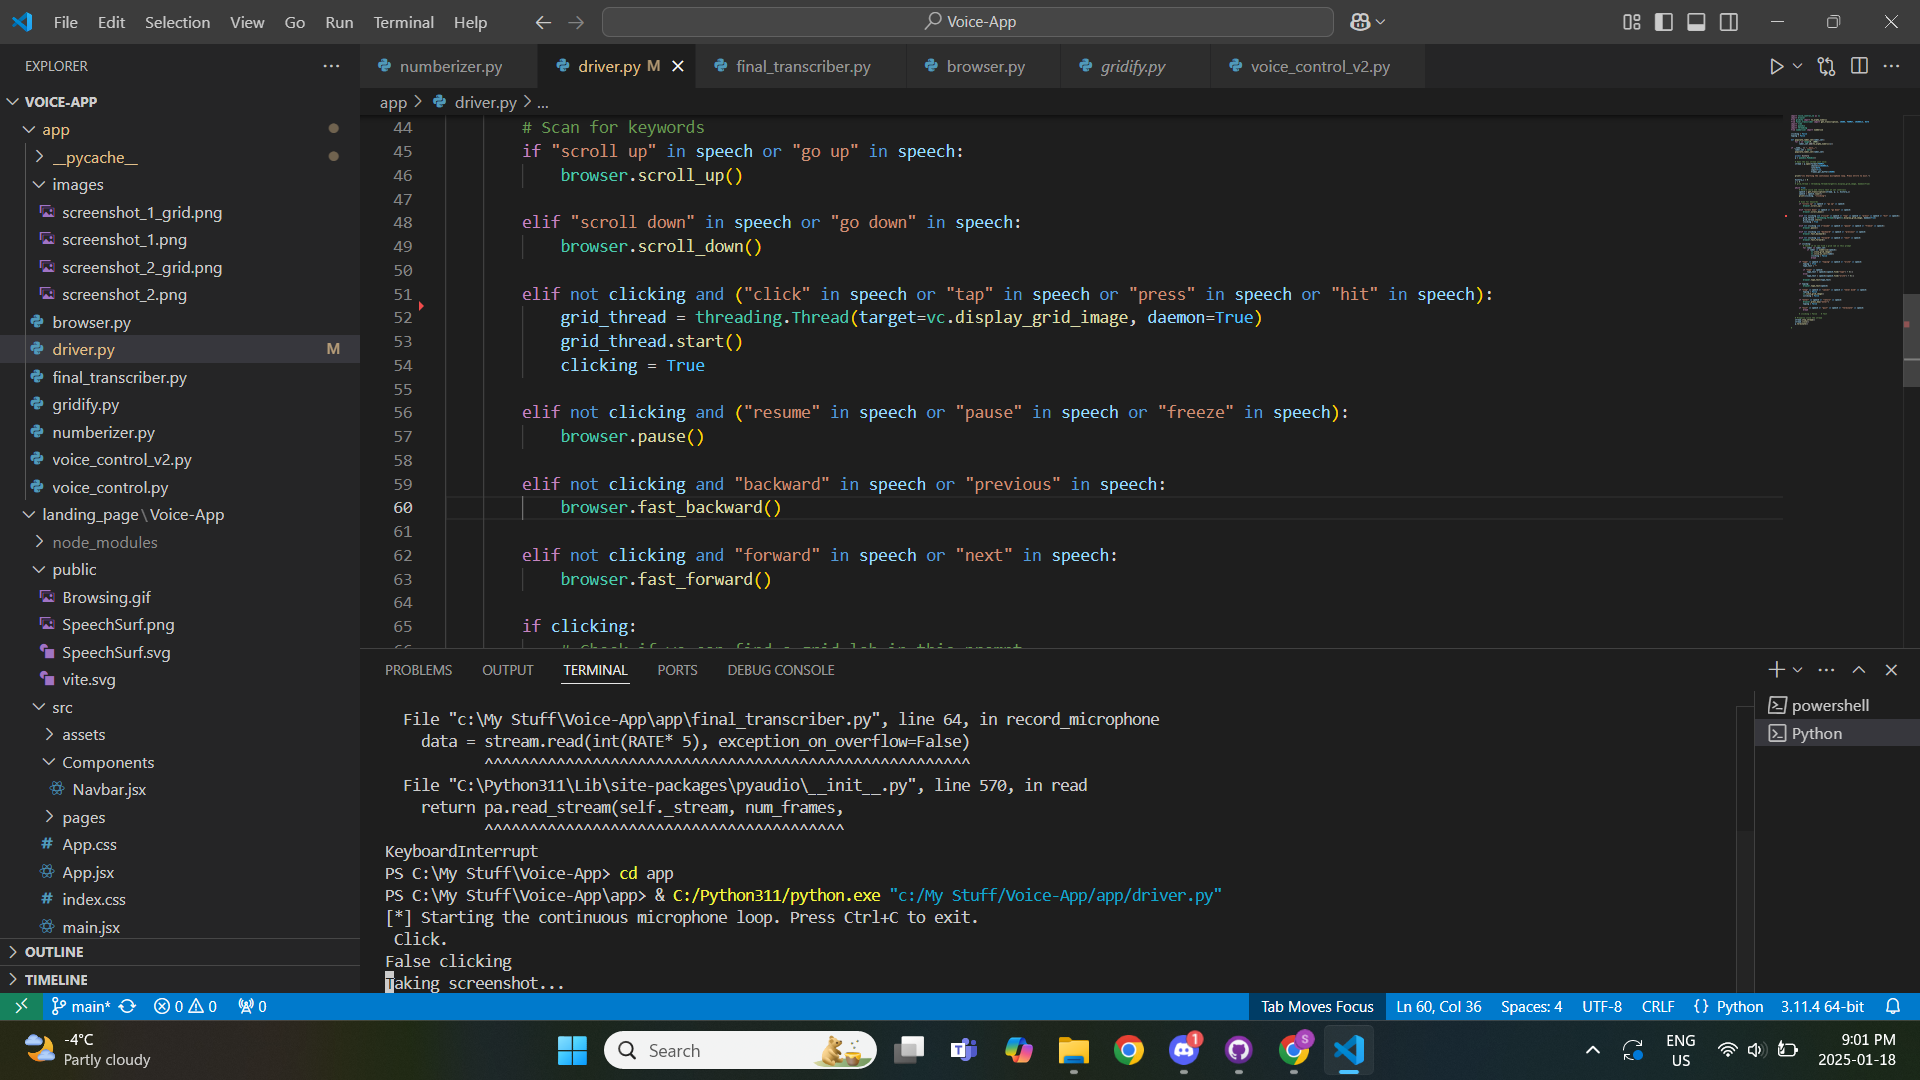 File Edit Selection View Go Run Terminal Help
Voice-App
EXPLORER
VOICE-APP
app
__pycache__
images
screenshot_1_grid.png
screenshot_1.png
screenshot_2_grid.png
screenshot_2.png
browser.py
driver.py M
final_transcriber.py
gridify.py
numberizer.py
voice_control_v2.py
voice_control.py
landing_page\Voice-App
node_modules
public
Browsing.gif
SpeechSurf.png
SpeechSurf.svg
vite.svg
src
assets
Components
Navbar.jsx
pages
App.css
App.jsx
index.css
main.jsx
OUTLINE
TIMELINE
numberizer.py driver.py M final_transcriber.py browser.py gridify.py voice_control_v2.py
app > driver.py > ...
44 # Scan for keywords
45 if "scroll up" in speech or "go up" in speech:
46 browser.scroll_up()
47
48 elif "scroll down" in speech or "go down" in speech:
49 browser.scroll_down()
50
51 elif not clicking and ("click" in speech or "tap" in speech or "press" in speech or "hit" in speech):
52 grid_thread = threading.Thread(target=vc.display_grid_image, daemon=True)
53 grid_thread.start()
54 clicking = True
55
56 elif not clicking and ("resume" in speech or "pause" in speech or "freeze" in speech):
57 browser.pause()
58
59 elif not clicking and "backward" in speech or "previous" in speech:
60 browser.fast_backward()
61
62 elif not clicking and "forward" in speech or "next" in speech:
63 browser.fast_forward()
64
65 if clicking:
PROBLEMS OUTPUT TERMINAL PORTS DEBUG CONSOLE
powershell
Python
File "c:\My Stuff\Voice-App\app\final_transcriber.py", line 64, in record_microphone
data = stream.read(int(RATE* 5), exception_on_overflow=False)
^^^^^^^^^^^^^^^^^^^^^^^^^^^^^^^^^^^^^^^^^^^^^^^^^^^^^^
File "C:\Python311\Lib\site-packages\pyaudio\__init__.py", line 570, in read
return pa.read_stream(self._stream, num_frames,
^^^^^^^^^^^^^^^^^^^^^^^^^^^^^^^^^^^^^^^^
KeyboardInterrupt
PS C:\My Stuff\Voice-App> cd app
PS C:\My Stuff\Voice-App\app> & C:/Python311/python.exe "c:/My Stuff/Voice-App/app/driver.py"
[*] Starting the continuous microphone loop. Press Ctrl+C to exit.
Click.
False clicking
Taking screenshot...
main* 0 0 0 Tab Moves Focus Ln 60, Col 36 Spaces: 4 UTF-8 CRLF {} Python 3.11.4 64-bit
-4°C
Partly cloudy
Search
1
S
ENG
US
9:01 PM
2025-01-18